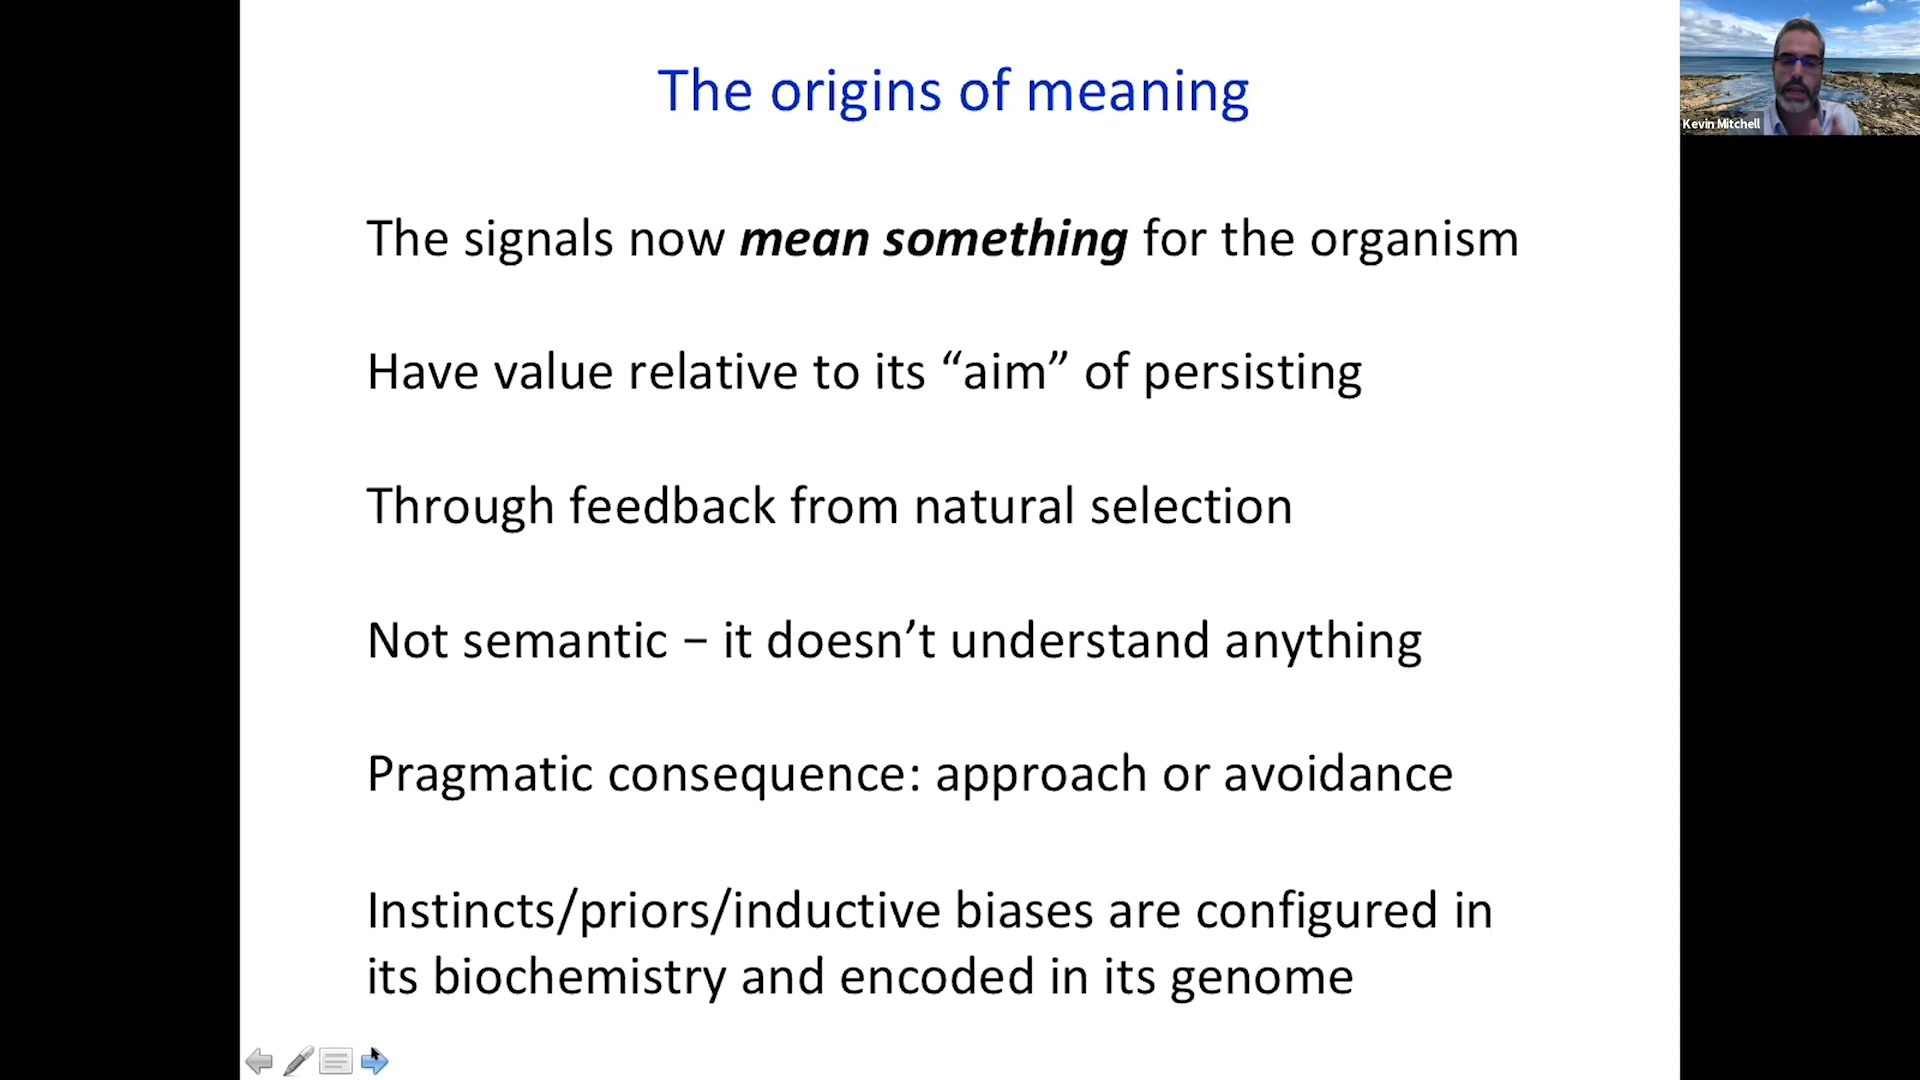 The origins of meaning
Kevin Mitchell
The signals now mean something for the organism
Have value relative to its “aim” of persisting
Through feedback from natural selection
Not semantic – it doesn’t understand anything
Pragmatic consequence: approach or avoidance
Instincts/priors/inductive biases are configured in
its biochemistry and encoded in its genome